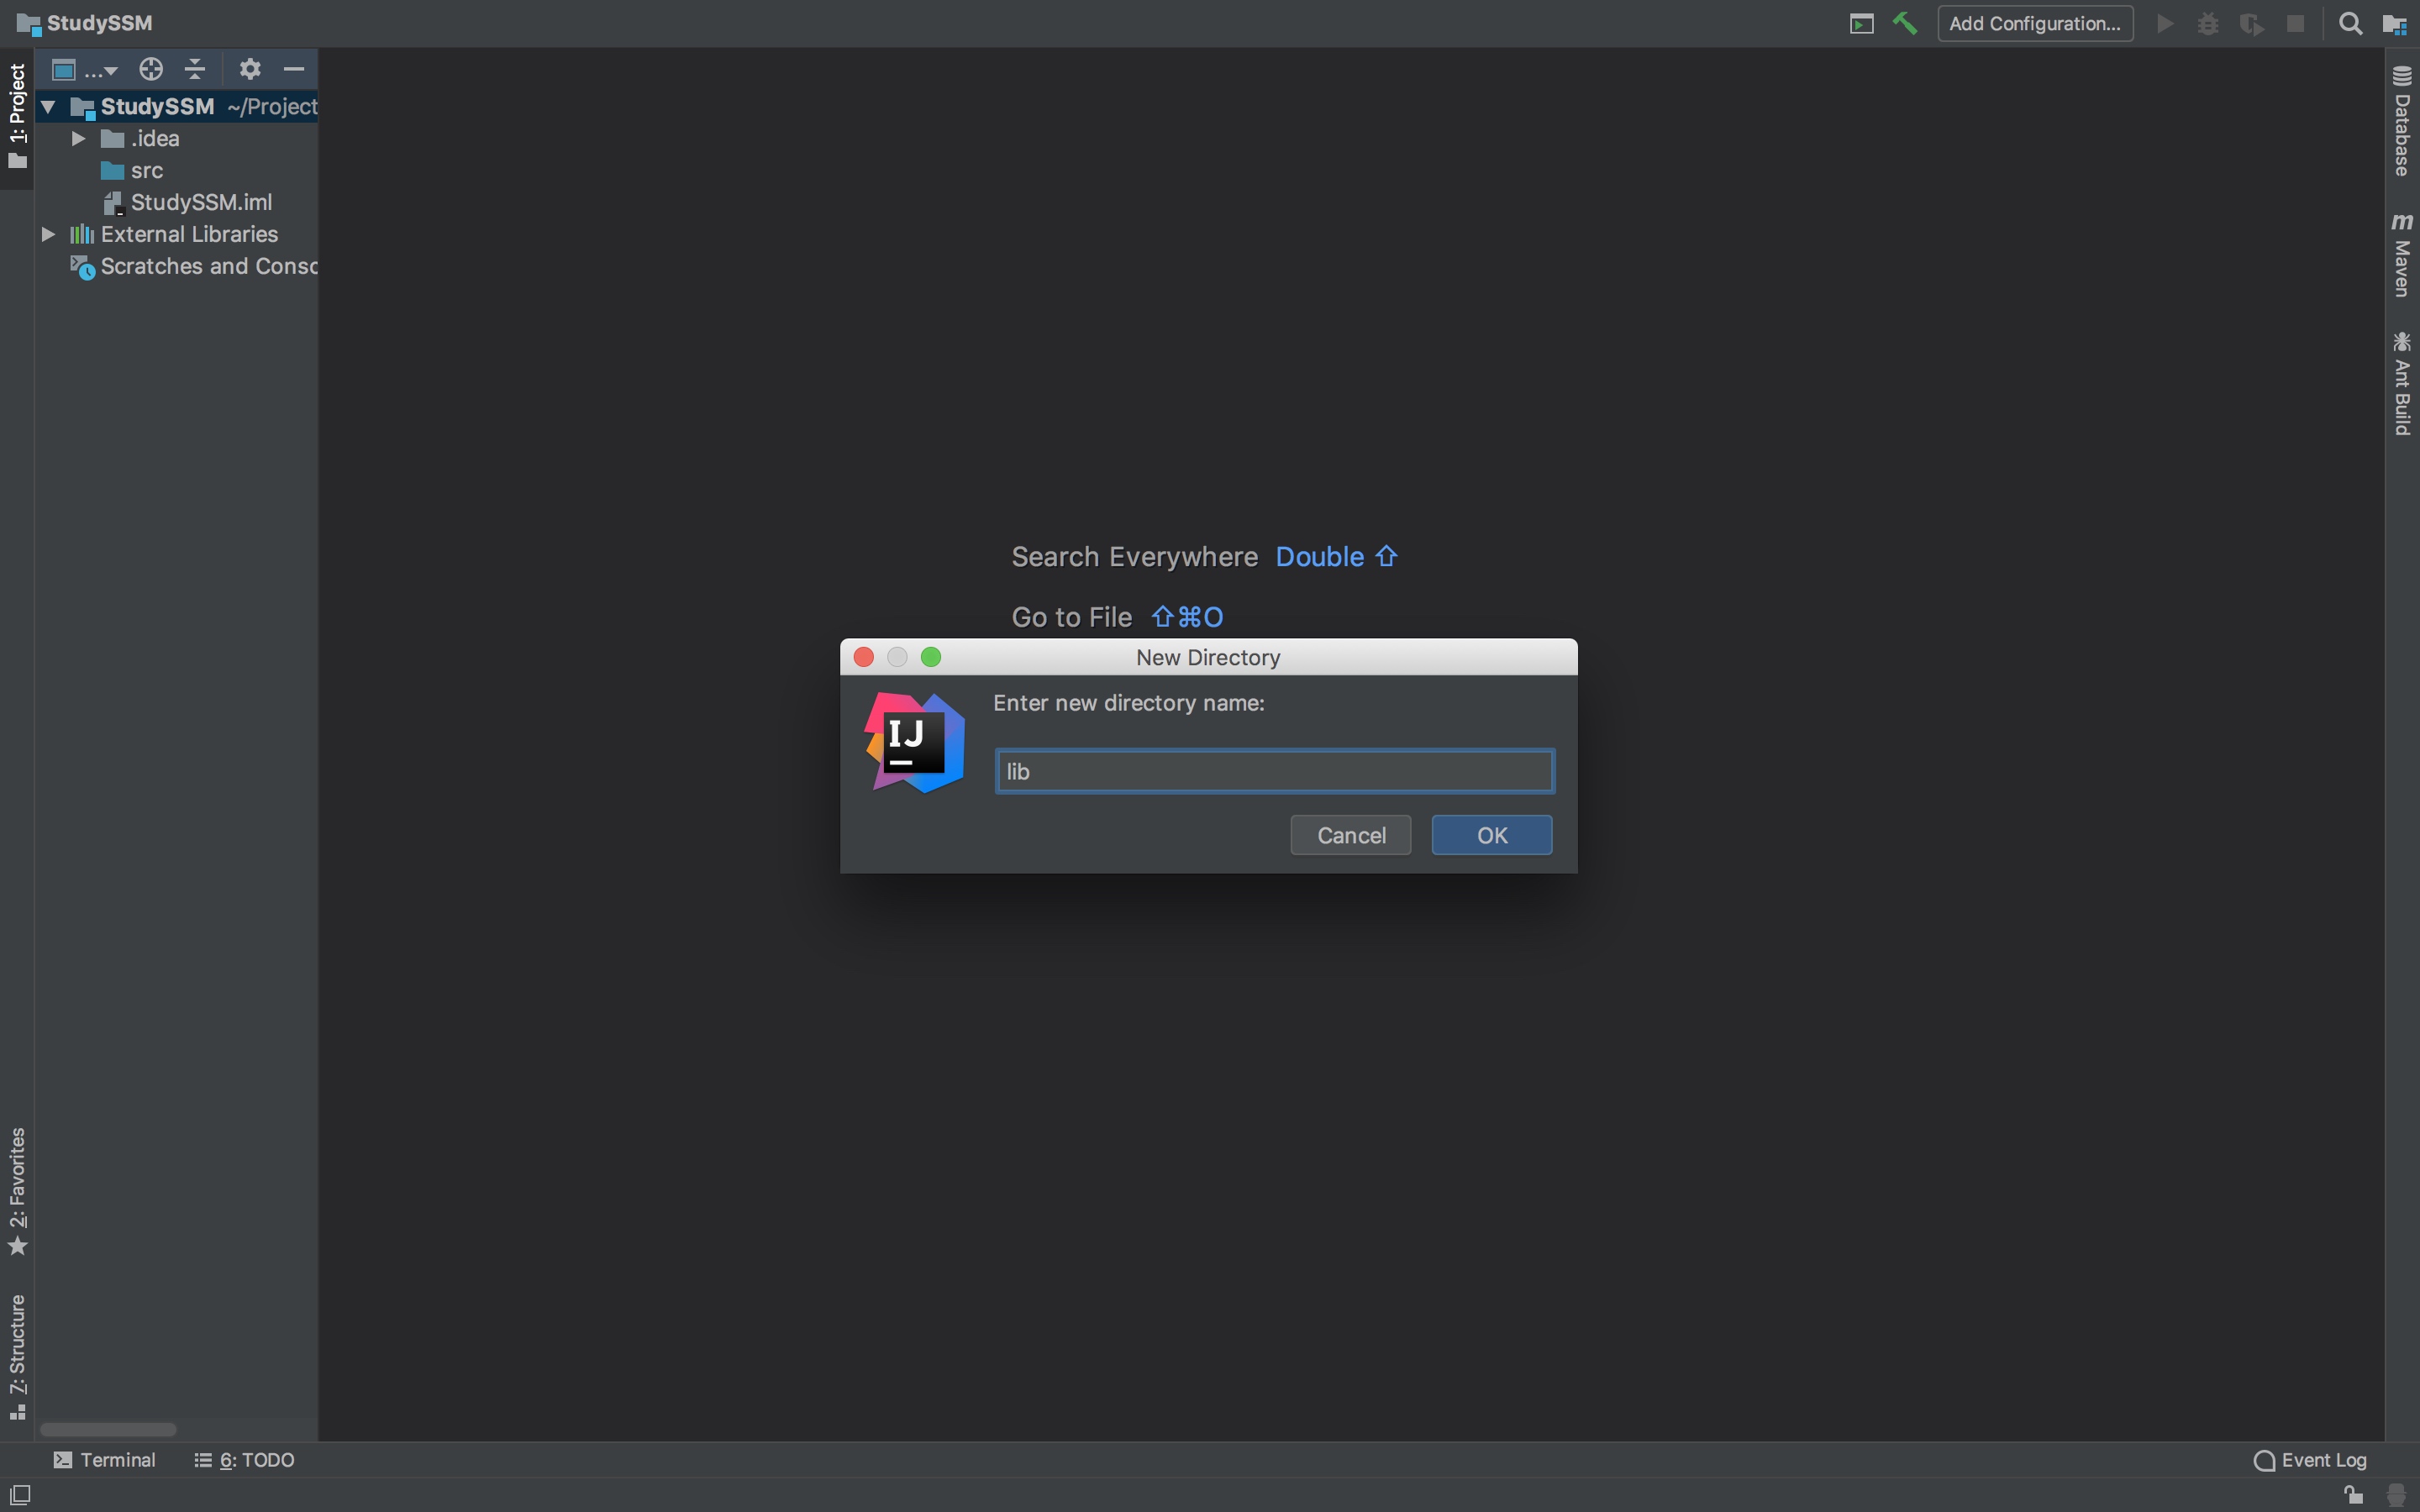 StudySSM
Add Configuration...
1: Project
...
StudySSM ~/Project
.idea
src
StudySSM.iml
External Libraries
Scratches and Conso
Database
m Maven
Ant Build
Search Everywhere Double ⇧
Go to File ⇧⌘O
New Directory
IJ
Enter new directory name:
lib
Cancel
OK
2: Favorites
7: Structure
Terminal
6: TODO
Event Log